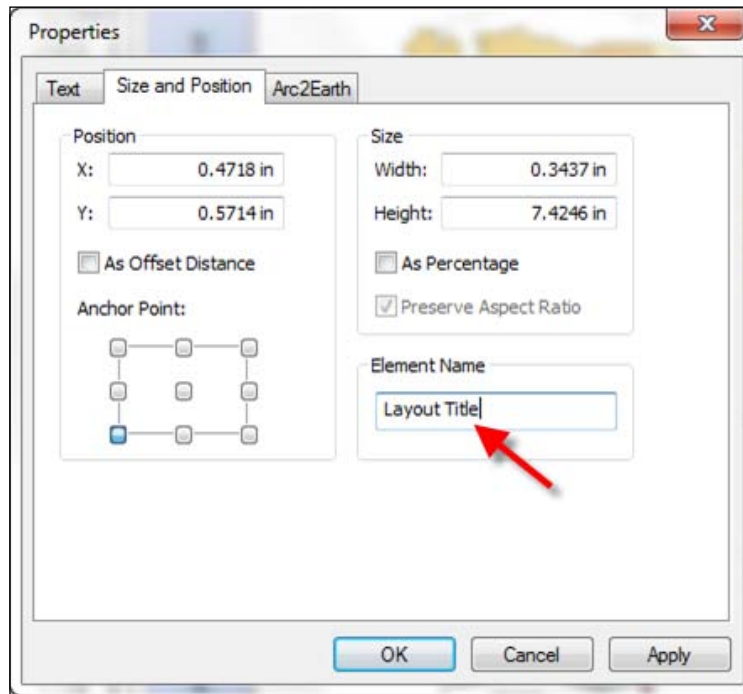 Properties
Text Size and Position Arc2Earth
Position
X: 0.4718 in
Y: 0.5714 in
As Offset Distance
Anchor Point:
Size
Width: 0.3437 in
Height: 7.4246 in
As Percentage
Preserve Aspect Ratio
Element Name
Layout Title
OK Cancel Apply